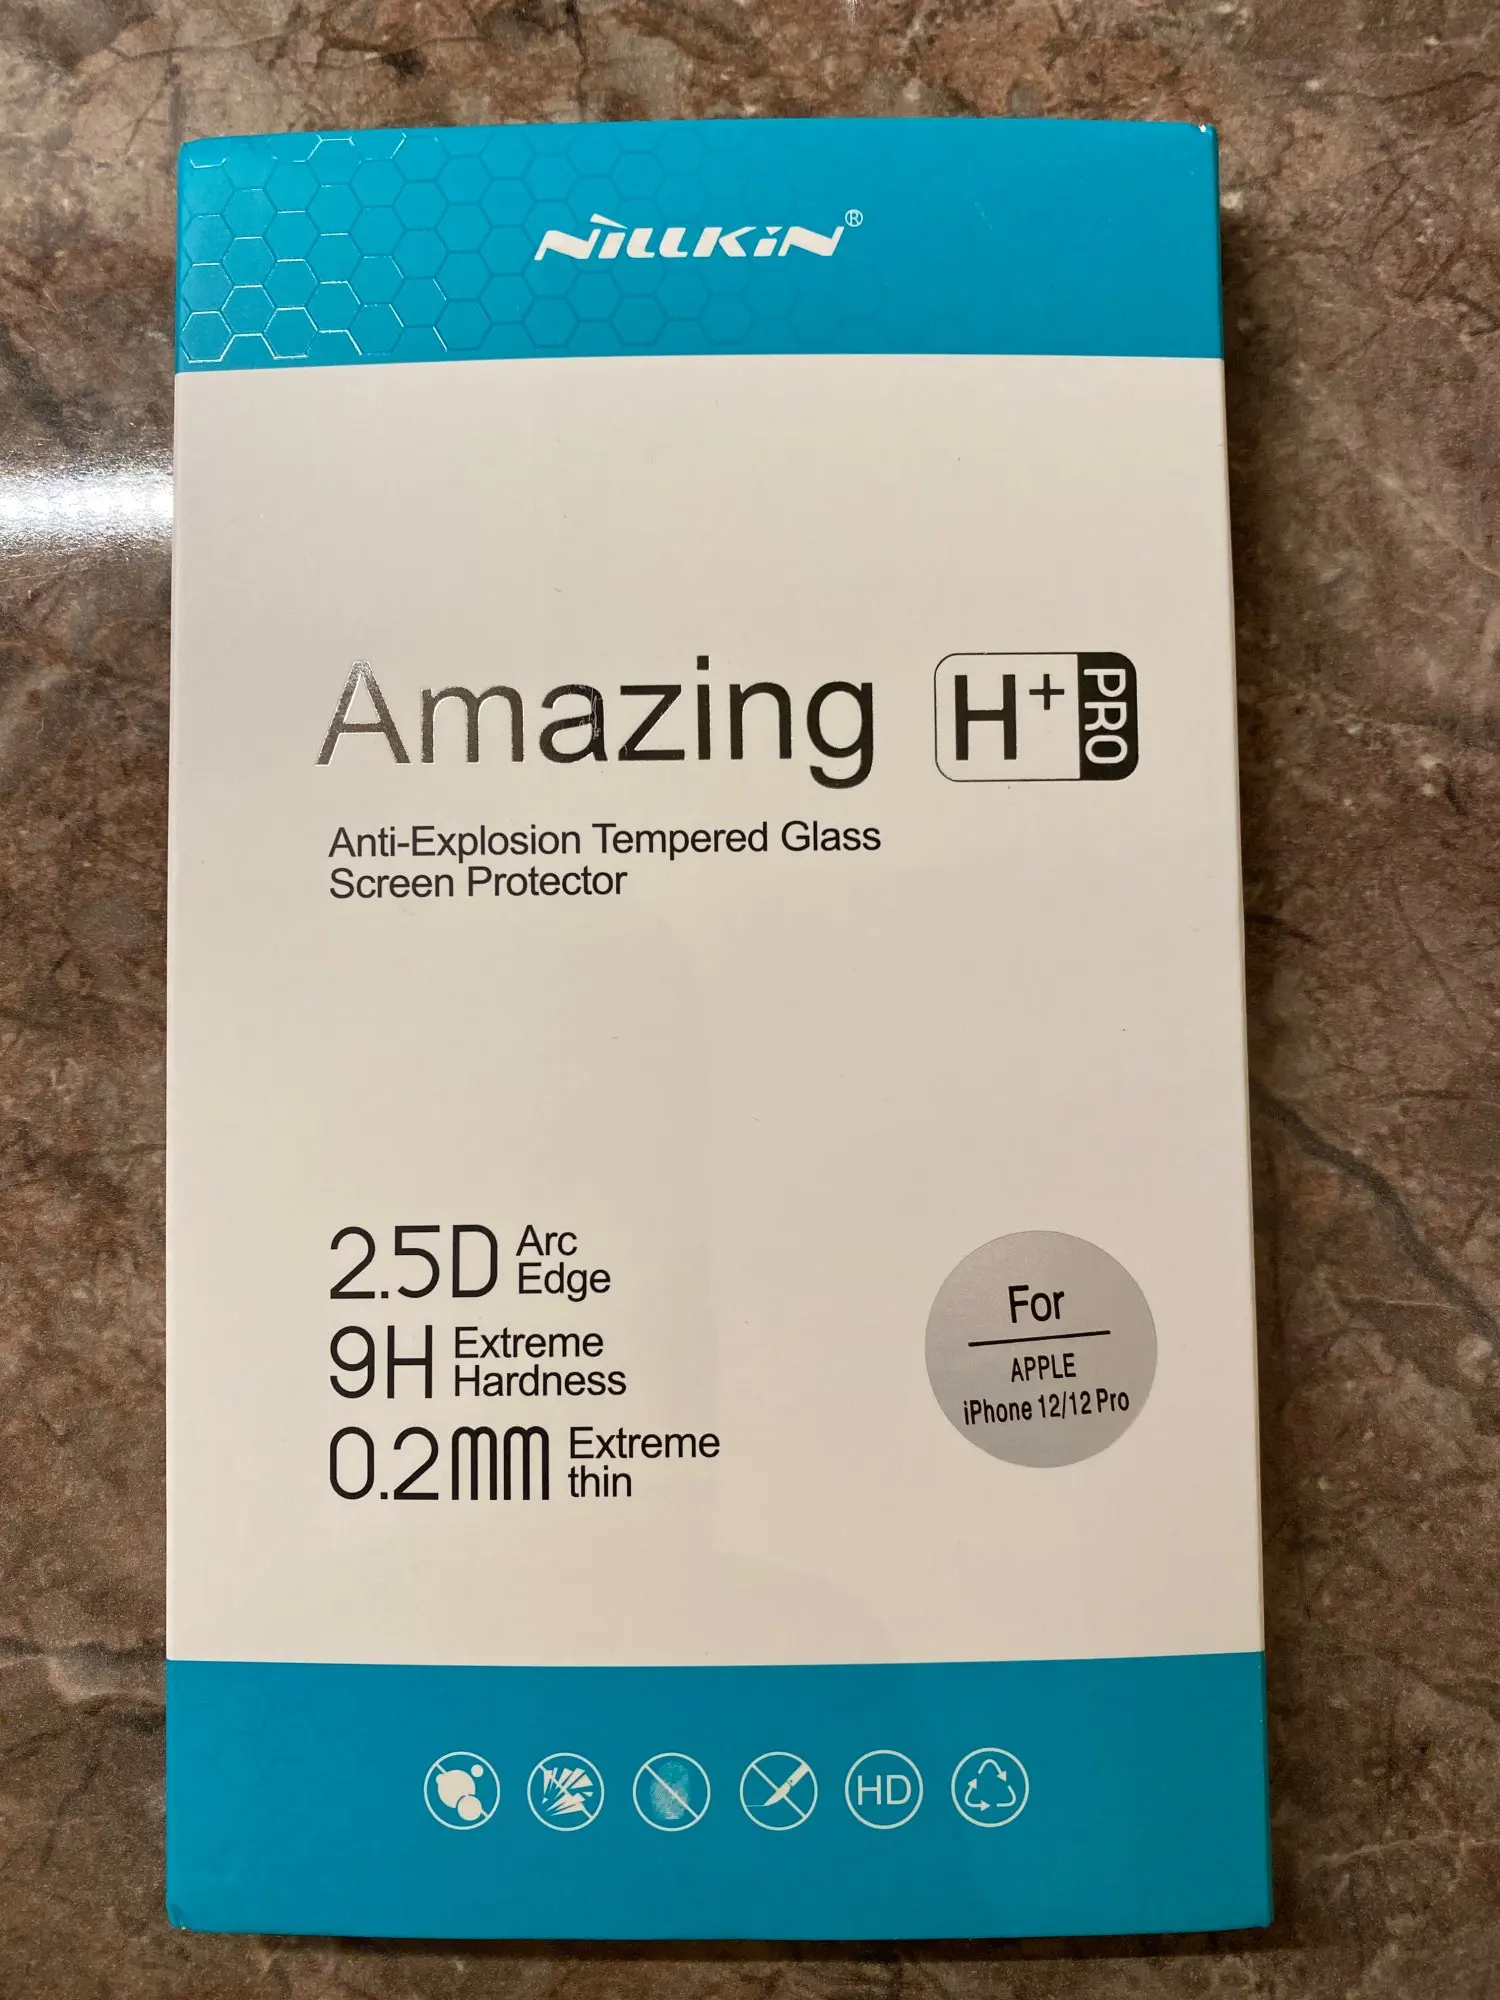 NiLLKiN®
Amazing H+ PRO
Anti-Explosion Tempered Glass
Screen Protector
2.5D Arc
Edge
9H Extreme
Hardness
0.2mm Extreme
thin
For
APPLE
iPhone 12/12 Pro
HD